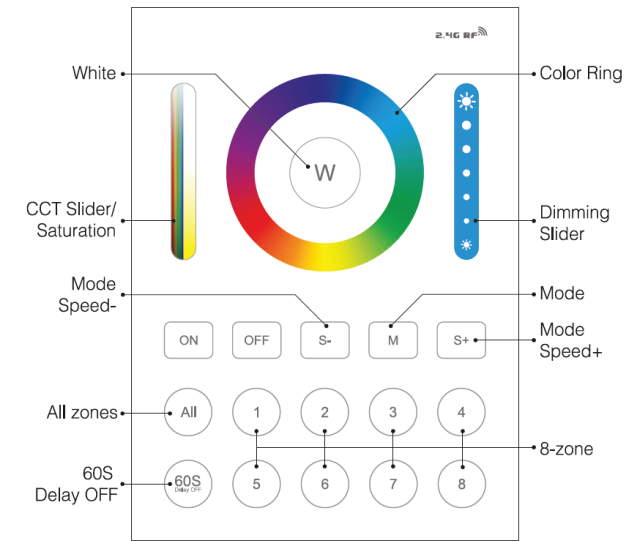 2.4G RF
White
Color Ring
W
CCT Slider/
Saturation
Dimming
Slider
Mode
Speed-
Mode
Mode
Speed+
ON
OFF
S-
M
S+
All zones
All
1
2
3
4
8-zone
60S
Delay OFF
60S
Delay OFF
5
6
7
8